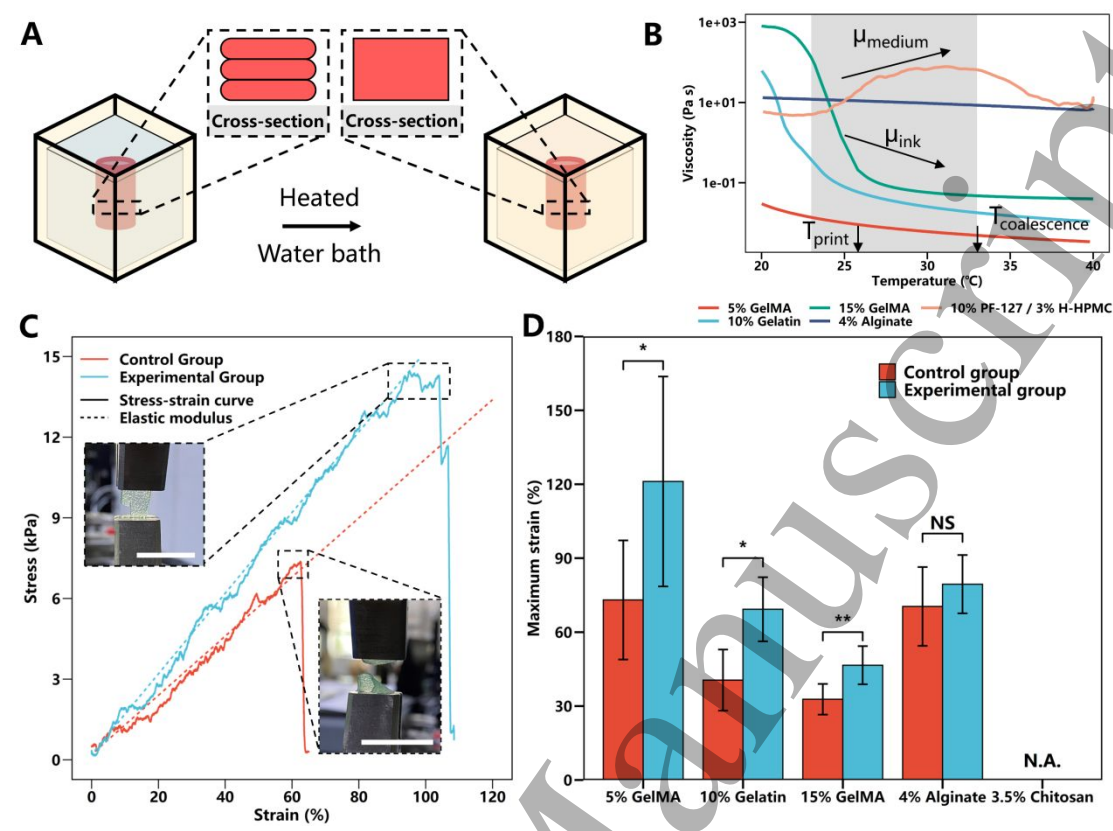 A
Cross-section
Cross-section
Heated
Water bath
B
Viscosity (Pa s)
1e+03
1e+01
1e-01
μmedium
μink
Tprint
Tcoalescence
20
25
30
35
40
Temperature (℃)
5% GelMA
15% GelMA
10% PF-127 / 3% H-HPMC
10% Gelatin
4% Alginate
C
Control Group
Experimental Group
Stress-strain curve
Elastic modulus
Stress (kPa)
15
12
9
6
3
0
0
20
40
60
80
100
120
Strain (%)
D
Control group
Experimental group
Maximum strain (%)
180
150
120
90
60
30
0
*
*
**
NS
N.A.
5% GelMA
10% Gelatin
15% GelMA
4% Alginate
3.5% Chitosan
Manuscript